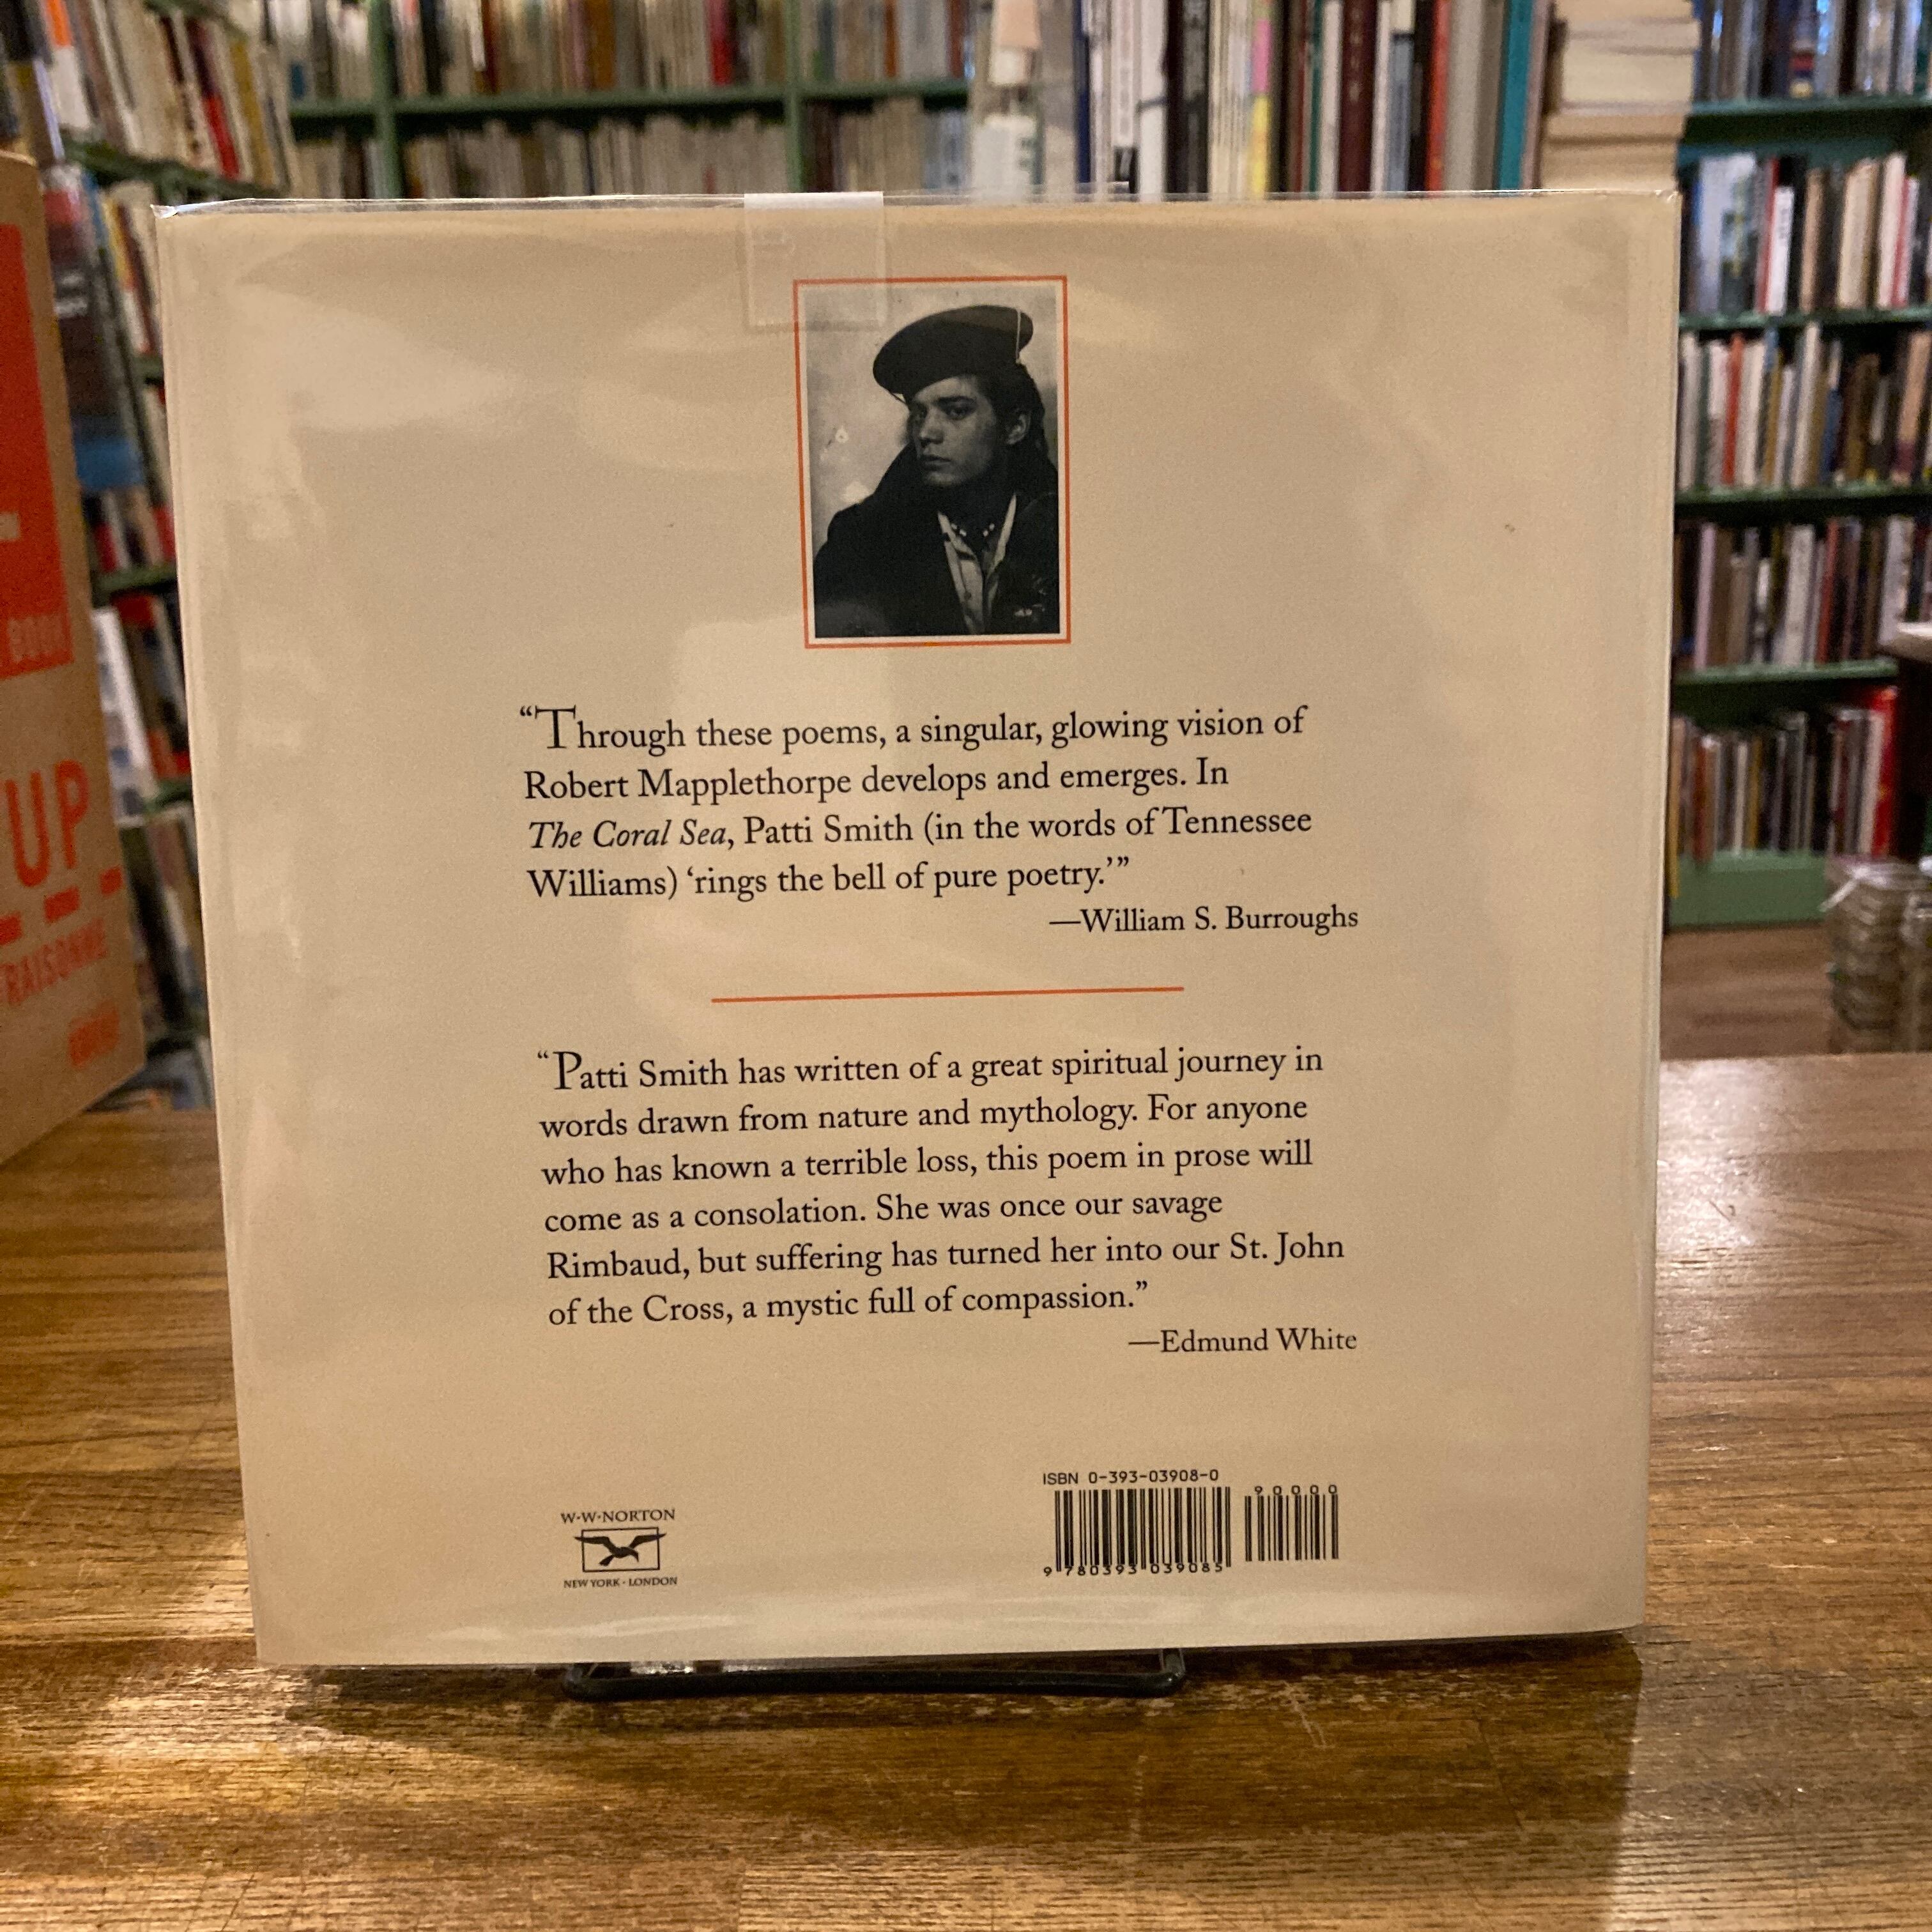 “Through these poems, a singular, glowing vision of
Robert Mapplethorpe develops and emerges. In
The Coral Sea, Patti Smith (in the words of Tennessee
Williams) ‘rings the bell of pure poetry.’”
—William S. Burroughs
“Patti Smith has written of a great spiritual journey in
words drawn from nature and mythology. For anyone
who has known a terrible loss, this poem in prose will
come as a consolation. She was once our savage
Rimbaud, but suffering has turned her into our St. John
of the Cross, a mystic full of compassion.”
—Edmund White
W·W·NORTON
NEW YORK · LONDON
ISBN 0-393-03908-0
90000
9 780393 039085
BOOK
UP
RAISONNE